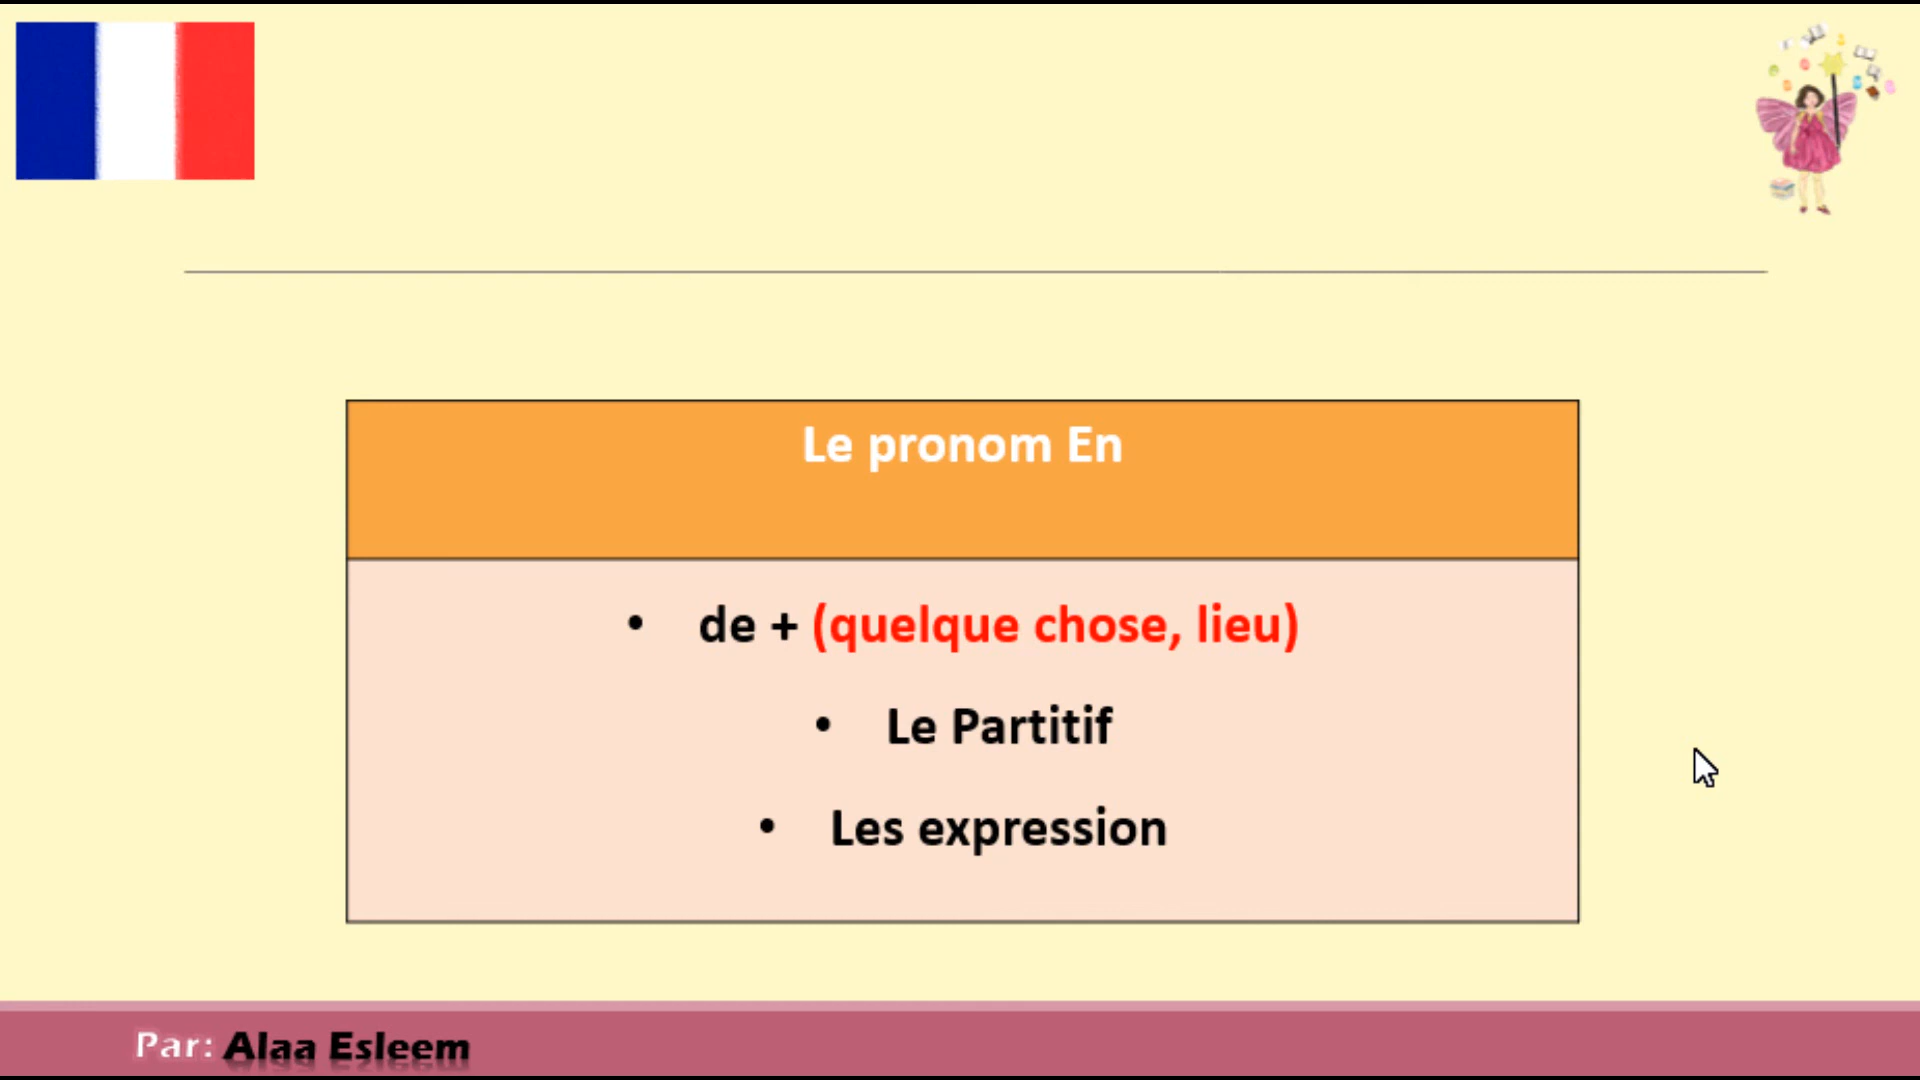 Le pronom En
• de + (quelque chose, lieu)
• Le Partitif
• Les expression
Par: Alaa Esleem